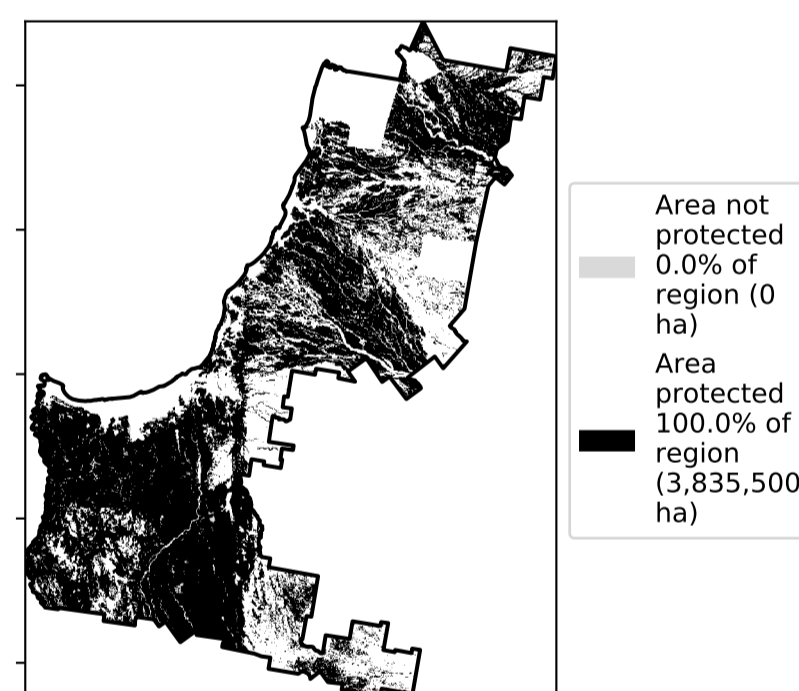 Area not
protected
0.0% of
region (0
ha)
Area
protected
100.0% of
region
(3,835,500
ha)